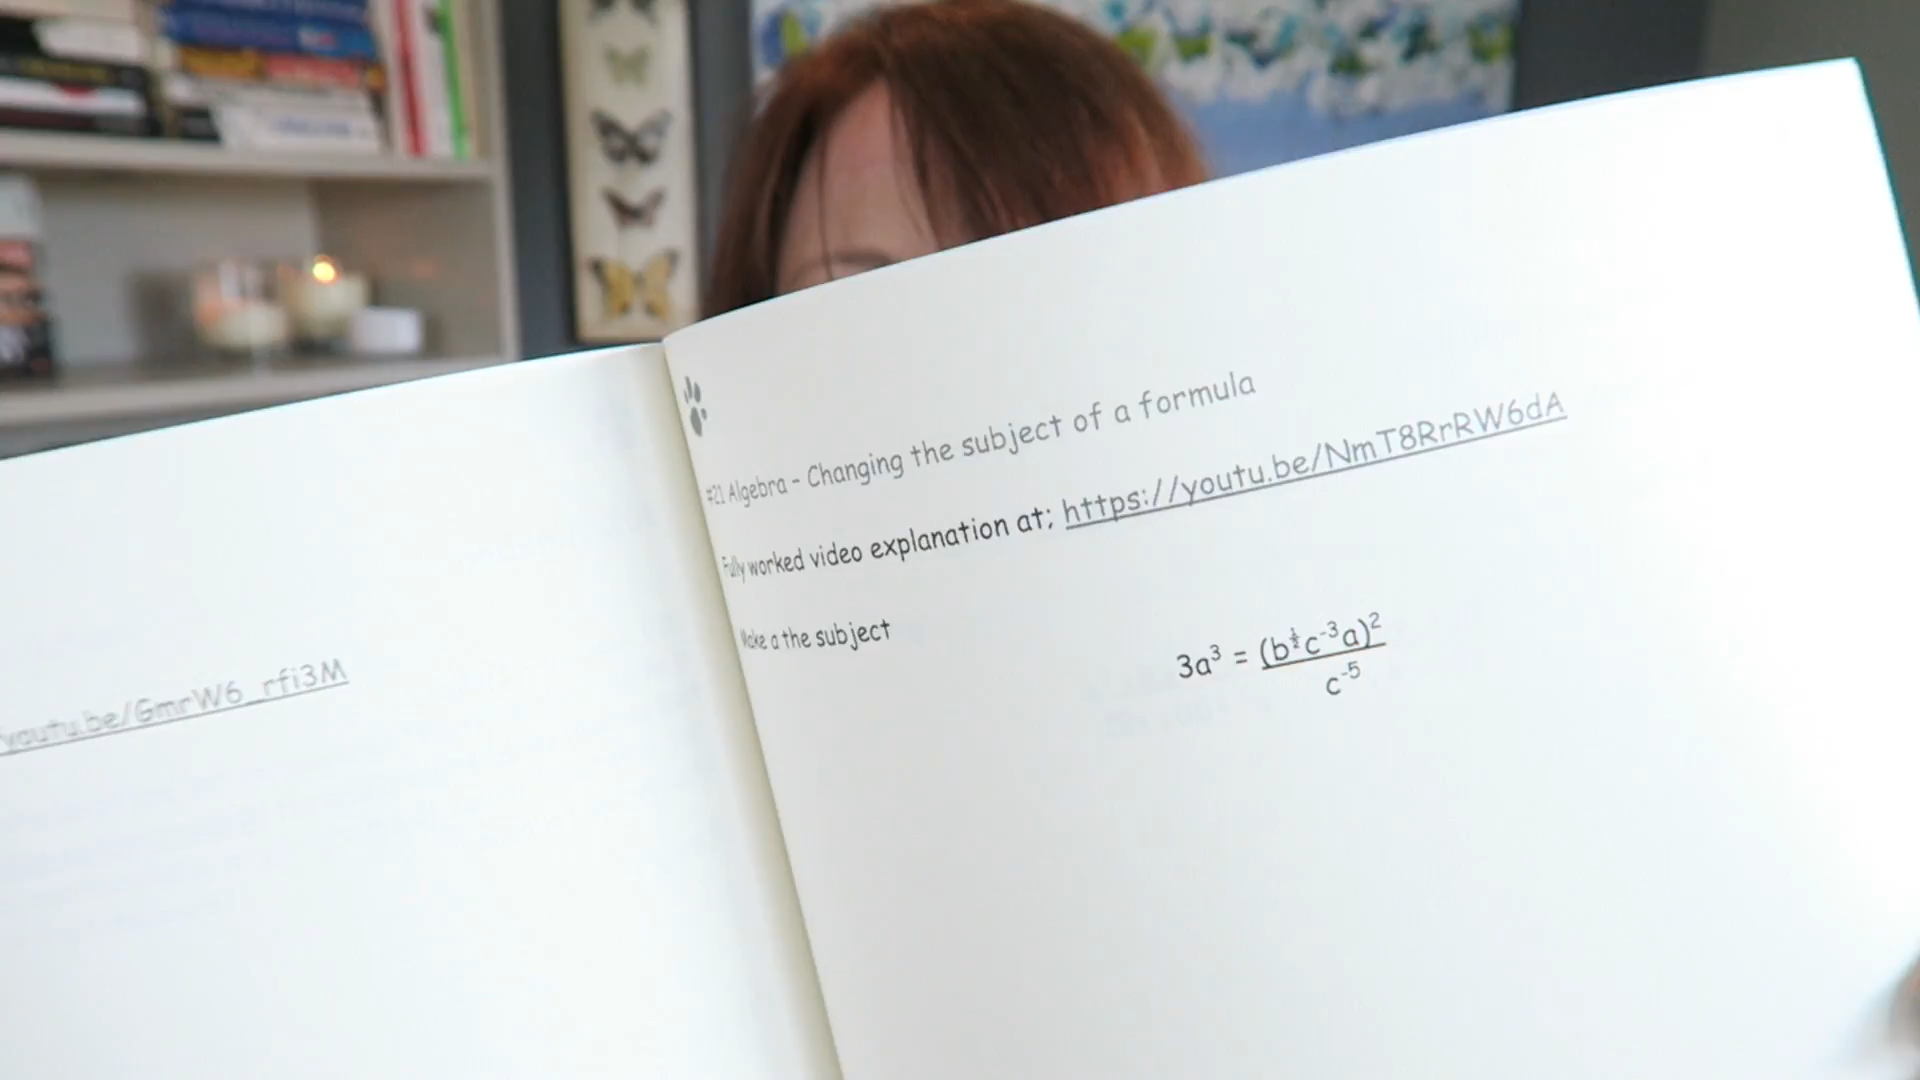 youtu.be/GmrW6_rfi3M
#21 Algebra - Changing the subject of a formula
Fully worked video explanation at; https://youtu.be/NmT8RrRW6dA
Make a the subject
3a³ = (b^½c⁻³a)²
c⁻⁵